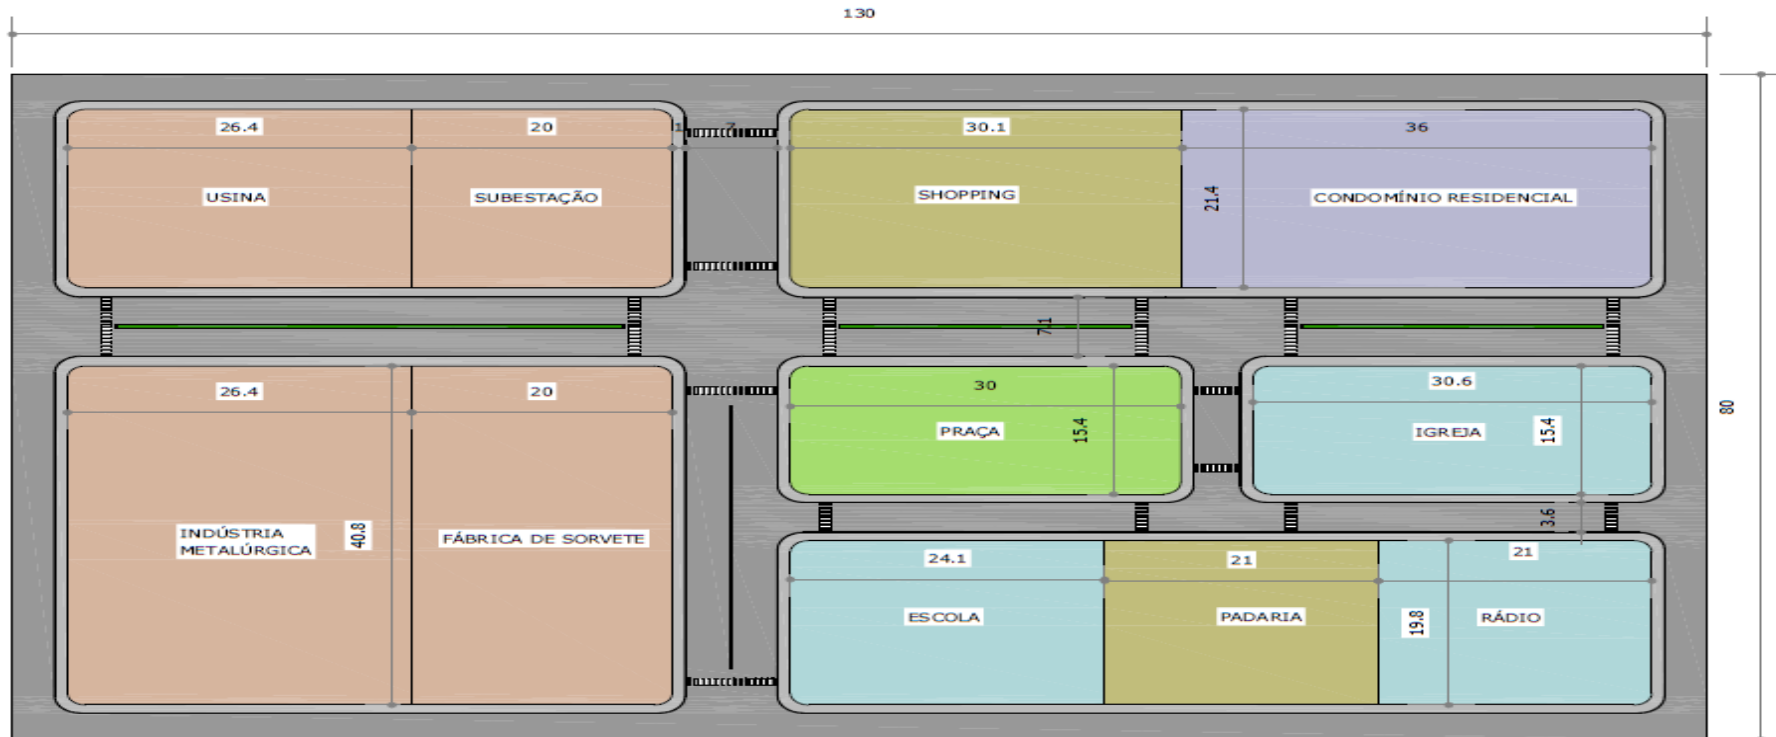 130
26.4
20
1
7
30.1
36
USINA
SUBESTAÇÃO
SHOPPING
21.4
CONDOMÍNIO RESIDENCIAL
7.1
26.4
20
30
30.6
80
PRAÇA
15.4
IGREJA
15.4
INDÚSTRIA
METALÚRGICA
40.8
FÁBRICA DE SORVETE
3.6
24.1
21
21
ESCOLA
PADARIA
19.8
RÁDIO